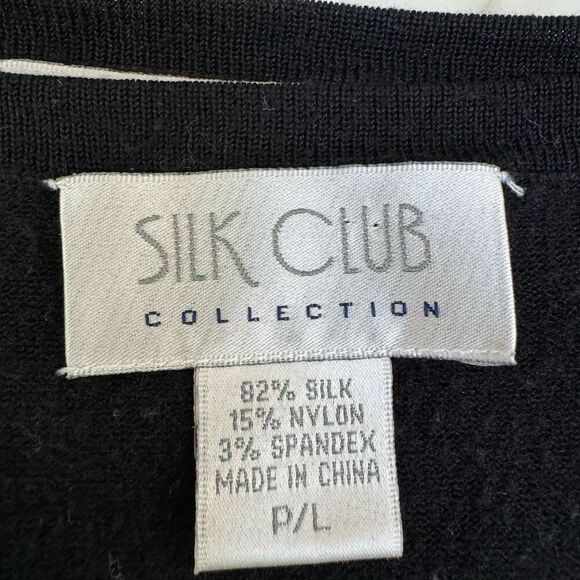 SILK CLUB
COLLECTION
82% SILK
15% NYLON
3% SPANDEX
MADE IN CHINA
P/L